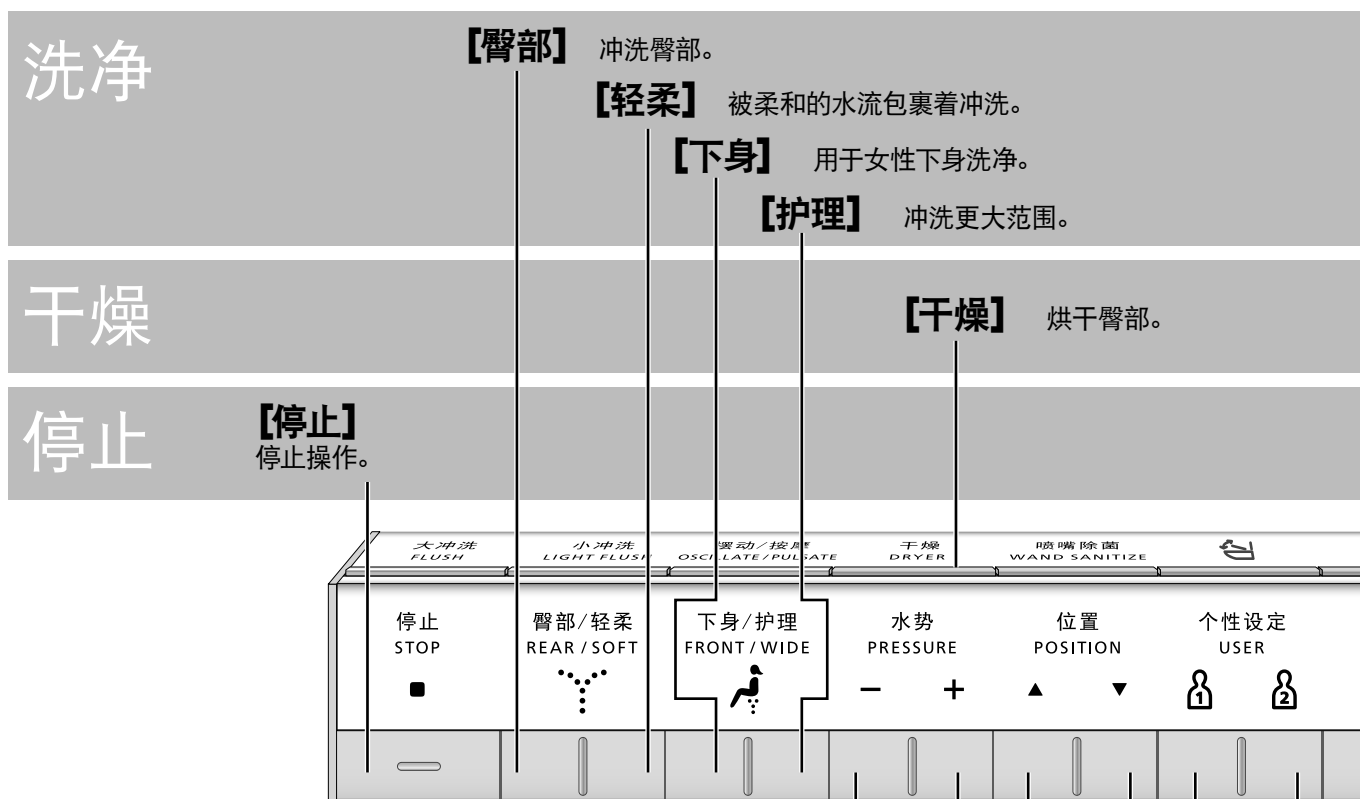 洗净
【臀部】 冲洗臀部。
【轻柔】 被柔和的水流包裹着冲洗。
【下身】 用于女性下身洗净。
【护理】 冲洗更大范围。
干燥
【干燥】 烘干臀部。
停止
【停止】
停止操作。
大冲洗 小冲洗 摆动/按摩 干燥 喷嘴除菌
FLUSH LIGHT FLUSH OSCILLATE/PULSATE DRYER WAND SANITIZE
停止 臀部/轻柔 下身/护理 水势 位置 个性设定
STOP REAR/SOFT FRONT/WIDE PRESSURE POSITION USER
− + ▲ ▼ 1 2